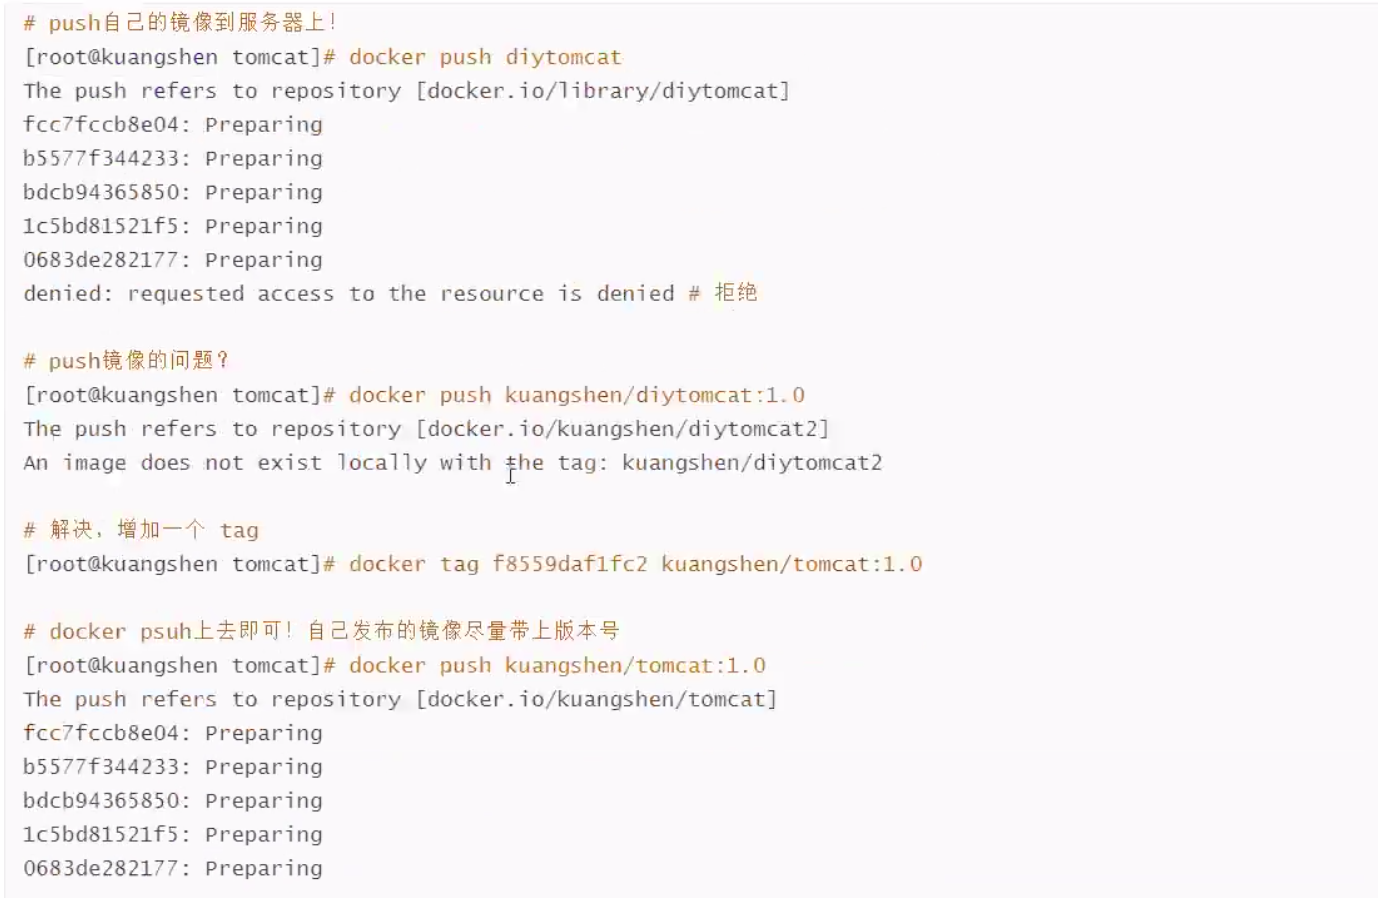 # push自己的镜像到服务器上！
[root@kuangshen tomcat]# docker push diytomcat
The push refers to repository [docker.io/library/diytomcat]
fcc7fccb8e04: Preparing
b5577f344233: Preparing
bdcb94365850: Preparing
1c5bd81521f5: Preparing
0683de282177: Preparing
denied: requested access to the resource is denied # 拒绝
# push镜像的问题？
[root@kuangshen tomcat]# docker push kuangshen/diytomcat:1.0
The push refers to repository [docker.io/kuangshen/diytomcat2]
An image does not exist locally with the tag: kuangshen/diytomcat2
# 解决，增加一个 tag
[root@kuangshen tomcat]# docker tag f8559daf1fc2 kuangshen/tomcat:1.0
# docker psuh上去即可！自己发布的镜像尽量带上版本号
[root@kuangshen tomcat]# docker push kuangshen/tomcat:1.0
The push refers to repository [docker.io/kuangshen/tomcat]
fcc7fccb8e04: Preparing
b5577f344233: Preparing
bdcb94365850: Preparing
1c5bd81521f5: Preparing
0683de282177: Preparing